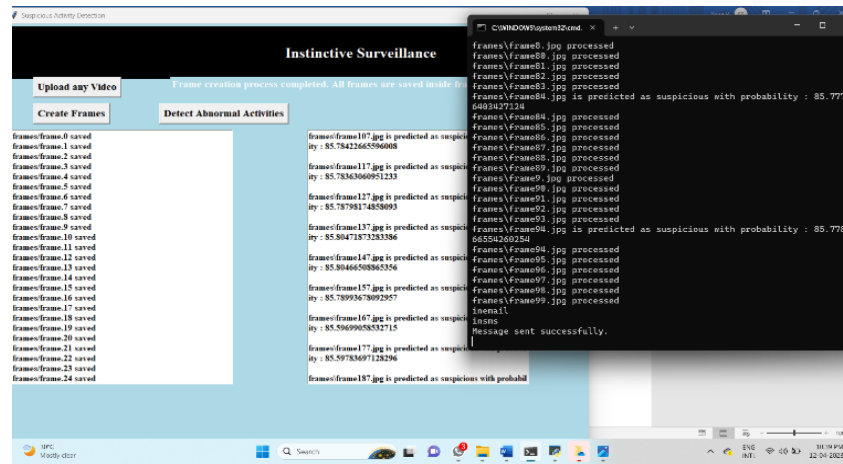 Suspicious Activity Detection
Instinctive Surveillance
Upload any Video
Frame creation process completed. All frames are saved inside
Create Frames
Detect Abnormal Activities
frames/frame.0 saved
frames/frame.1 saved
frames/frame.2 saved
frames/frame.3 saved
frames/frame.4 saved
frames/frame.5 saved
frames/frame.6 saved
frames/frame.7 saved
frames/frame.8 saved
frames/frame.9 saved
frames/frame.10 saved
frames/frame.11 saved
frames/frame.12 saved
frames/frame.13 saved
frames/frame.14 saved
frames/frame.15 saved
frames/frame.16 saved
frames/frame.17 saved
frames/frame.18 saved
frames/frame.19 saved
frames/frame.20 saved
frames/frame.21 saved
frames/frame.22 saved
frames/frame.23 saved
frames/frame.24 saved
frames\frame107.jpg is predicted as suspici
ity : 85.78422665596008
frames\frame117.jpg is predicted as suspici
ity : 85.78363060951233
frames\frame127.jpg is predicted as suspici
ity : 85.78798174858093
frames\frame137.jpg is predicted as suspici
ity : 85.80471873283386
frames\frame147.jpg is predicted as suspici
ity : 85.80466508865356
frames\frame157.jpg is predicted as suspici
ity : 85.78993678092957
frames\frame167.jpg is predicted as suspici
ity : 85.59699058532715
frames\frame177.jpg is predicted as suspici
ity : 85.59783697128296
frames\frame187.jpg is predicted as suspicious with probabil
C:\WINDOWS\system32\cmd.
frames\frame8.jpg processed
frames\frame80.jpg processed
frames\frame81.jpg processed
frames\frame82.jpg processed
frames\frame83.jpg processed
frames\frame84.jpg is predicted as suspicious with probability : 85.777
6403427124
frames\frame84.jpg processed
frames\frame85.jpg processed
frames\frame86.jpg processed
frames\frame87.jpg processed
frames\frame88.jpg processed
frames\frame89.jpg processed
frames\frame9.jpg processed
frames\frame90.jpg processed
frames\frame91.jpg processed
frames\frame92.jpg processed
frames\frame93.jpg processed
frames\frame94.jpg is predicted as suspicious with probability : 85.778
66554260254
frames\frame94.jpg processed
frames\frame95.jpg processed
frames\frame96.jpg processed
frames\frame97.jpg processed
frames\frame98.jpg processed
frames\frame99.jpg processed
inemail
insms
Message sent successfully.
30°C
Mostly clear
Search
3
ENG
INTL
10:39 PM
12-04-2023